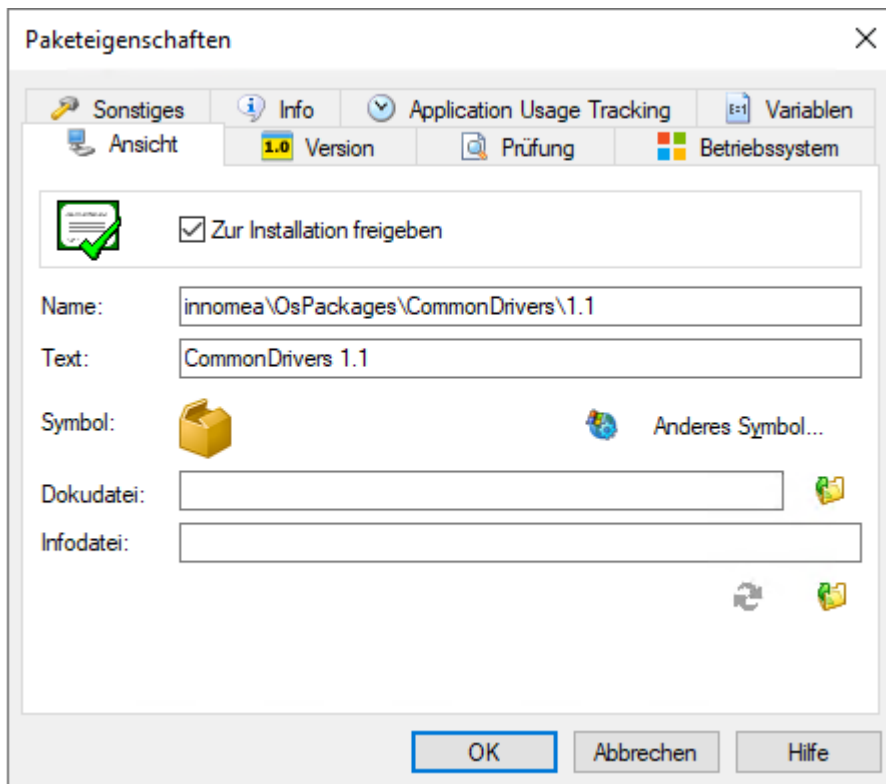 Paketeigenschaften
Sonstiges Info Application Usage Tracking E=1 Variablen
Ansicht 1.0 Version Prüfung Betriebssystem
Zur Installation freigeben
Name: innomea\OsPackages\CommonDrivers\1.1
Text: CommonDrivers 1.1
Symbol: Anderes Symbol...
Dokudatei:
Infodatei:
OK Abbrechen Hilfe